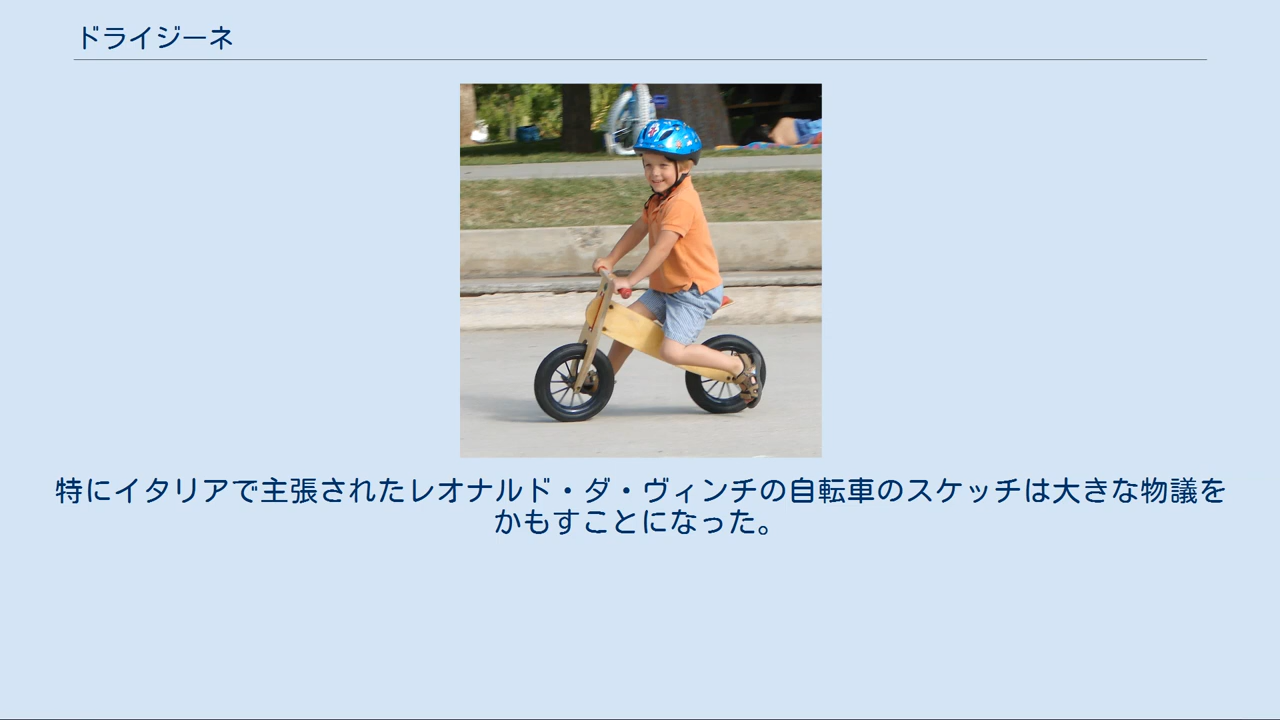 ドライジーネ
特にイタリアで主張されたレオナルド・ダ・ヴィンチの自転車のスケッチは大きな物議を
かもすことになった。